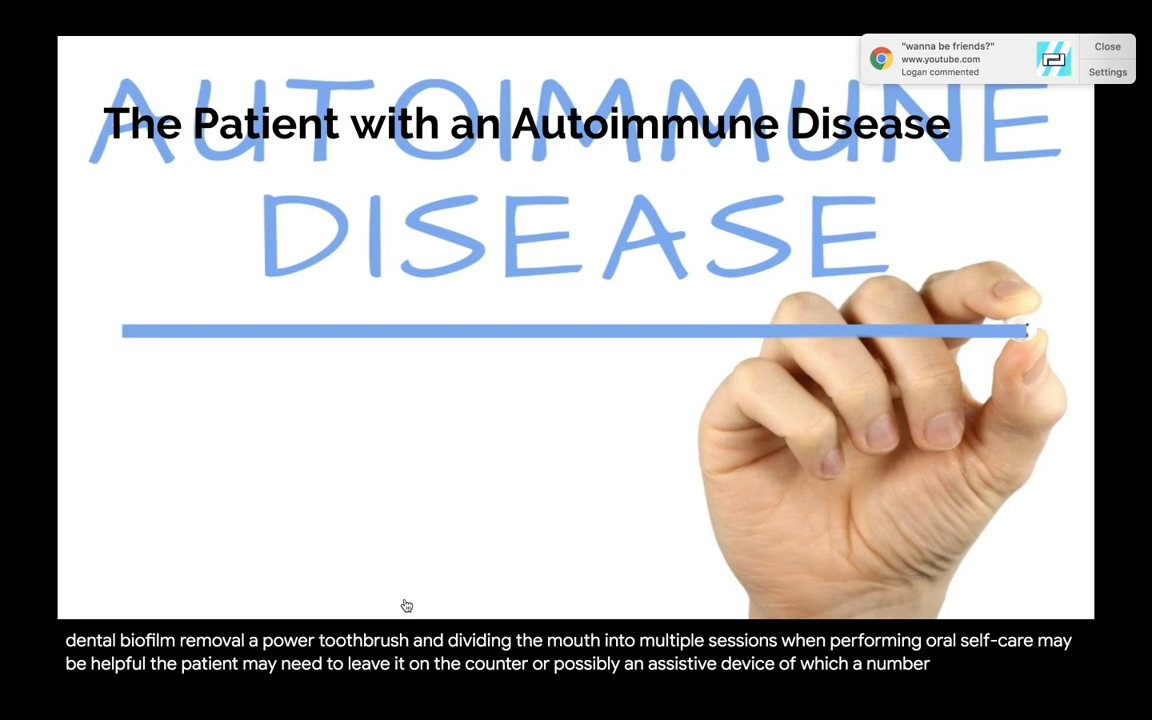 "wanna be friends?"
www.youtube.com
Logan commented
Close
Settings
AUTOIMMUNE
The Patient with an Autoimmune Disease
DISEASE
dental biofilm removal a power toothbrush and dividing the mouth into multiple sessions when performing oral self-care may
be helpful the patient may need to leave it on the counter or possibly an assistive device of which a number